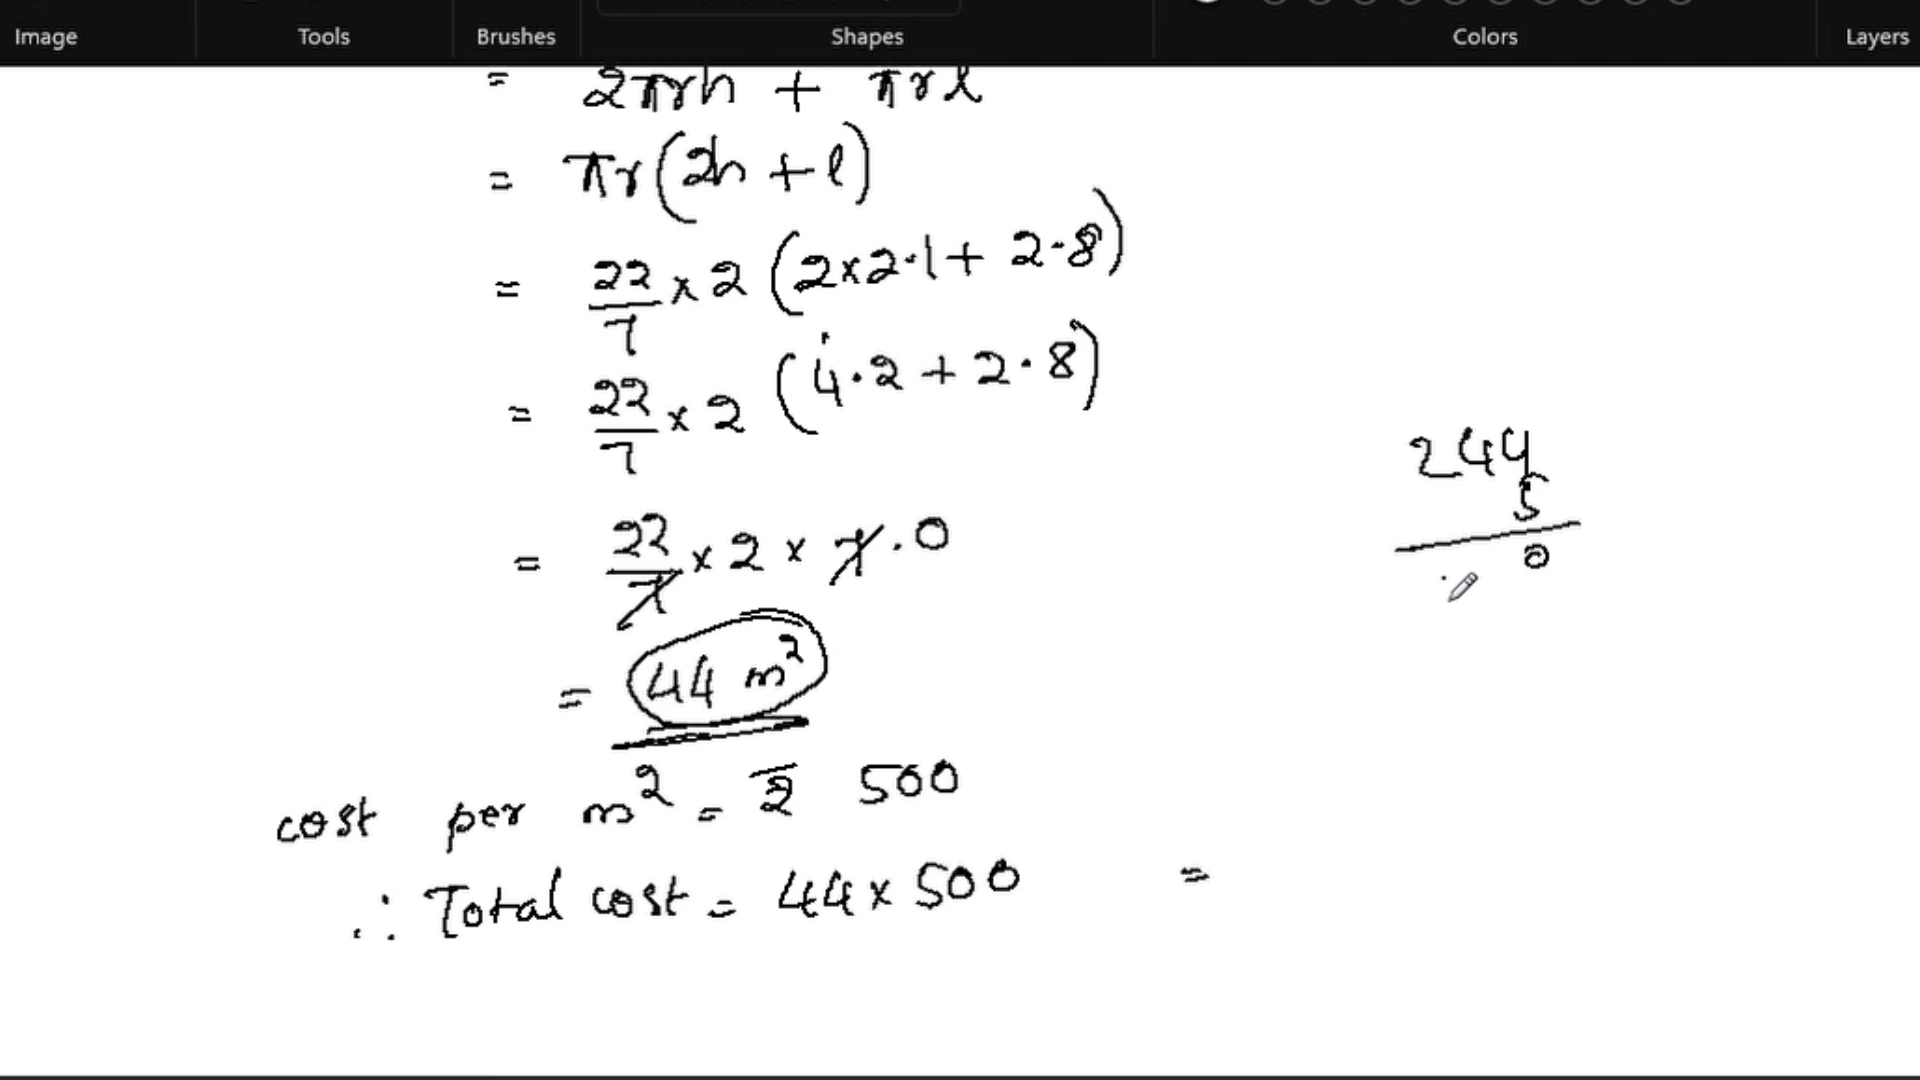 Image Tools Brushes Shapes Colors Layers
= 2πrh + πrl
= πr(2h + l)
= 22/7 × 2 (2×2·1 + 2·8)
= 22/7 × 2 (4·2 + 2·8)
= 22/7 × 2 × 7.0
= 44 m²
cost per m² = ₹ 500
∴ Total cost = 44 × 500 =
244
5
0